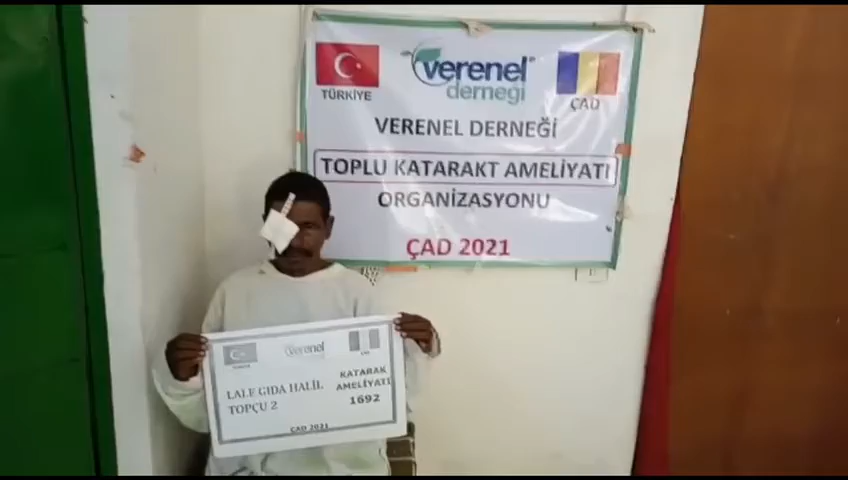 verenel
derneği
TÜRKİYE
ÇAD
VERENEL DERNEĞİ
TOPLU KATARAKT AMELİYATI
ORGANİZASYONU
ÇAD 2021
verenel
LALE GIDA HALİL
TOPÇU 2
KATARAK
AMELİYATI
1692
ÇAD 2021